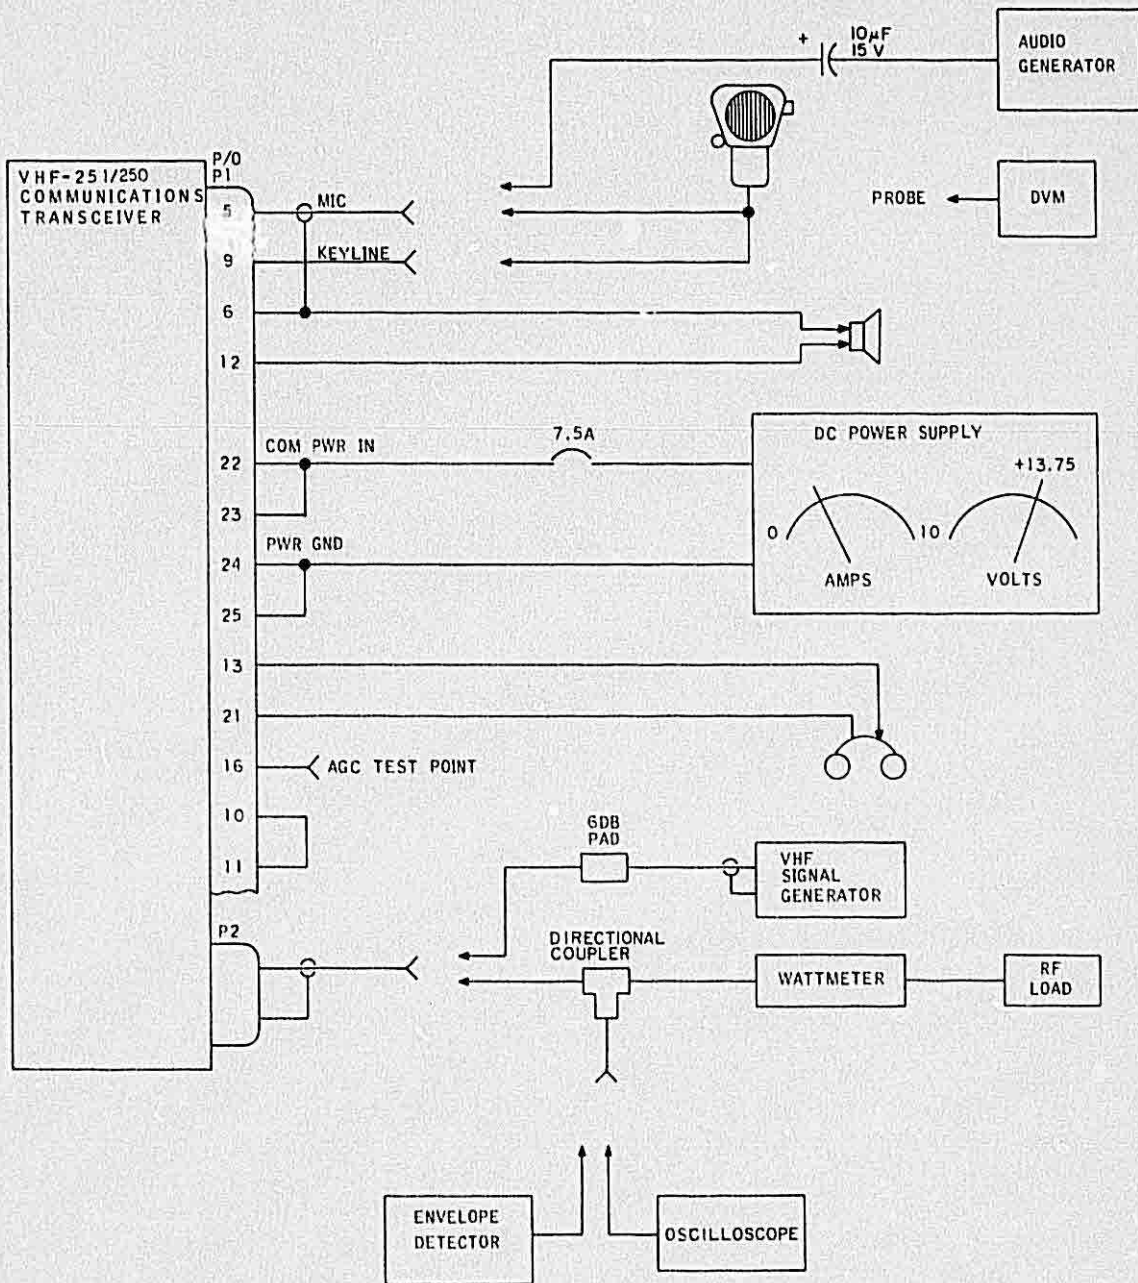 +
10µF
15V
AUDIO
GENERATOR
P/O
P1
VHF-251/250
COMMUNICATIONS
TRANSCEIVER
5
MIC
PROBE
DVM
9
KEYLINE
6
12
COM PWR IN
7.5A
DC POWER SUPPLY
22
+13.75
23
0
10
PWR GND
24
AMPS
VOLTS
25
13
21
16
AGC TEST POINT
10
11
6DB
PAD
VHF
SIGNAL
GENERATOR
P2
DIRECTIONAL
COUPLER
WATTMETER
RF
LOAD
ENVELOPE
DETECTOR
OSCILLOSCOPE